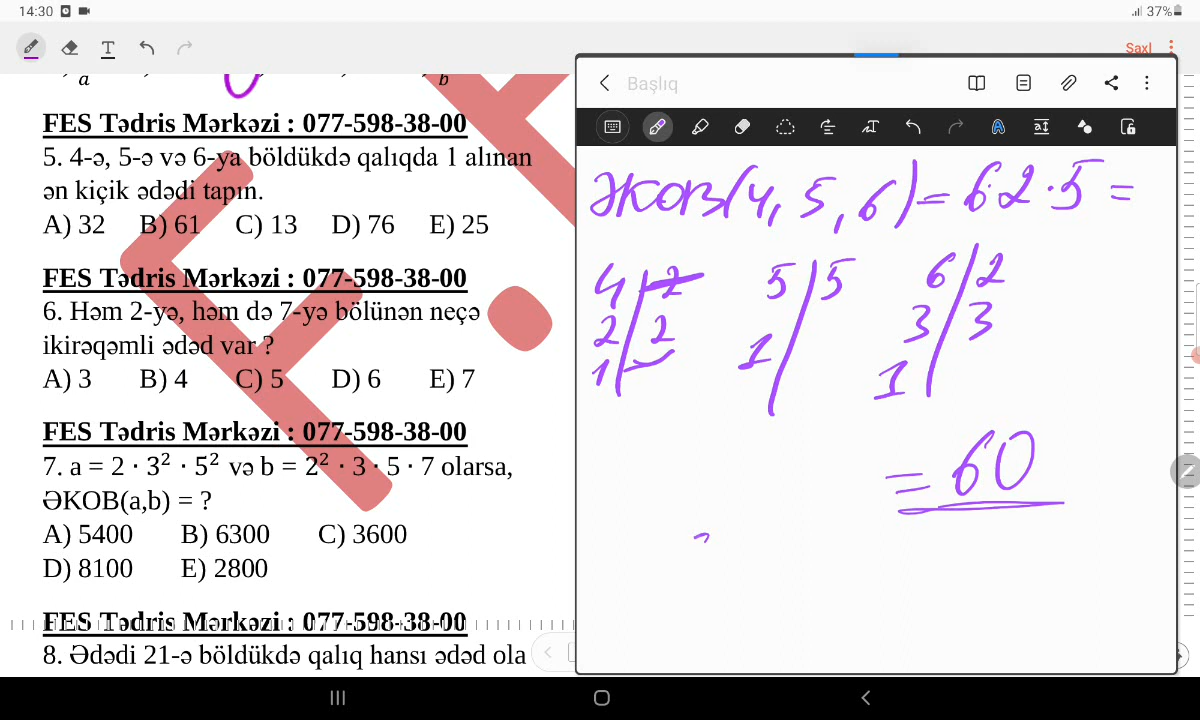 14:30
37%
Saxl
a
b
FES Tədris Mərkəzi : 077-598-38-00
5. 4-ə, 5-ə və 6-ya böldükdə qalıqda 1 alınan
ən kiçik ədədi tapın.
A) 32 B) 61 C) 13 D) 76 E) 25
FES Tədris Mərkəzi : 077-598-38-00
6. Həm 2-yə, həm də 7-yə bölünən neçə
ikirəqəmli ədəd var ?
A) 3 B) 4 C) 5 D) 6 E) 7
FES Tədris Mərkəzi : 077-598-38-00
7. a = 2 · 3² · 5² və b = 2² · 3 · 5 · 7 olarsa,
ƏKOB(a,b) = ?
A) 5400 B) 6300 C) 3600
D) 8100 E) 2800
FES Tədris Mərkəzi : 077-598-38-00
8. Ədədi 21-ə böldükdə qalıq hansı ədəd ola
Başlıq
ƏKOB(4, 5, 6) = 6·2·5 =
4 2 5 5 6 2
2 2 1 3 3
1 1
= 60